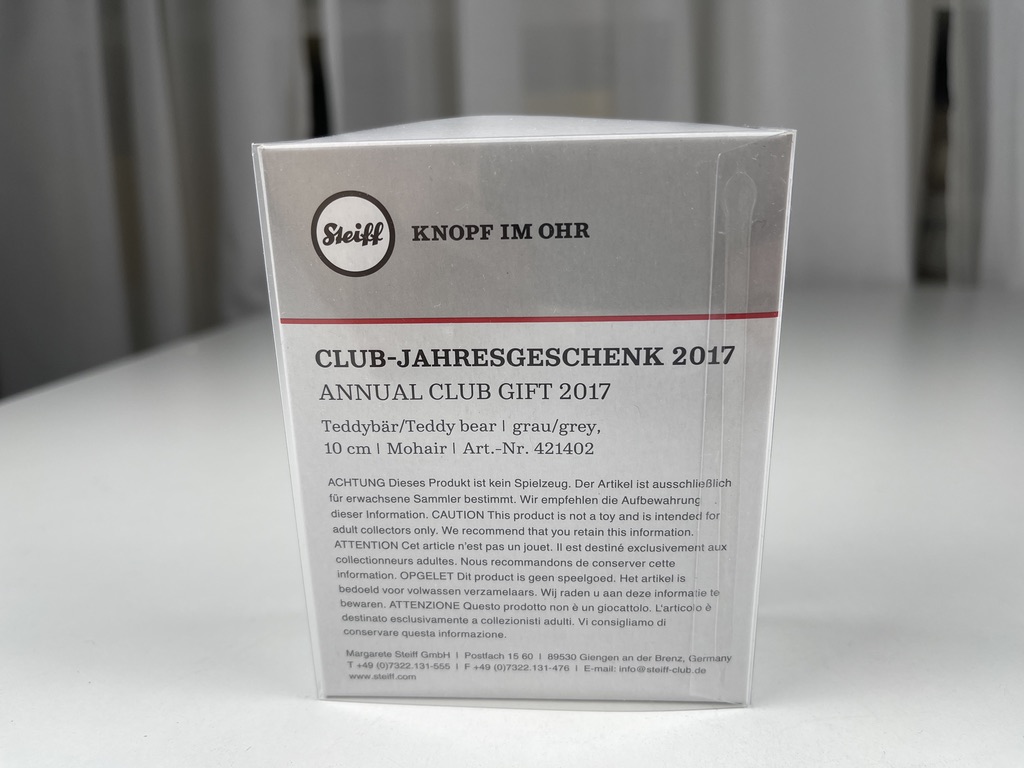 Steiff KNOPF IM OHR
CLUB-JAHRESGESCHENK 2017
ANNUAL CLUB GIFT 2017
Teddybär/Teddy bear | grau/grey,
10 cm | Mohair | Art.-Nr. 421402
ACHTUNG Dieses Produkt ist kein Spielzeug. Der Artikel ist ausschließlich
für erwachsene Sammler bestimmt. Wir empfehlen die Aufbewahrung
dieser Information. CAUTION This product is not a toy and is intended for
adult collectors only. We recommend that you retain this information.
ATTENTION Cet article n'est pas un jouet. Il est destiné exclusivement aux
collectionneurs adultes. Nous recommandons de conserver cette
information. OPGELET Dit product is geen speelgoed. Het artikel is
bedoeld voor volwassen verzamelaars. Wij raden u aan deze informatie te
bewaren. ATTENZIONE Questo prodotto non è un giocattolo. L'articolo è
destinato esclusivamente a collezionisti adulti. Vi consigliamo di
conservare questa informazione.
Margarete Steiff GmbH | Postfach 15 60 | 89530 Giengen an der Brenz, Germany
T +49 (0)7322.131-555 | F +49 (0)7322.131-476 | E-mail: info@steiff-club.de
www.steiff.com